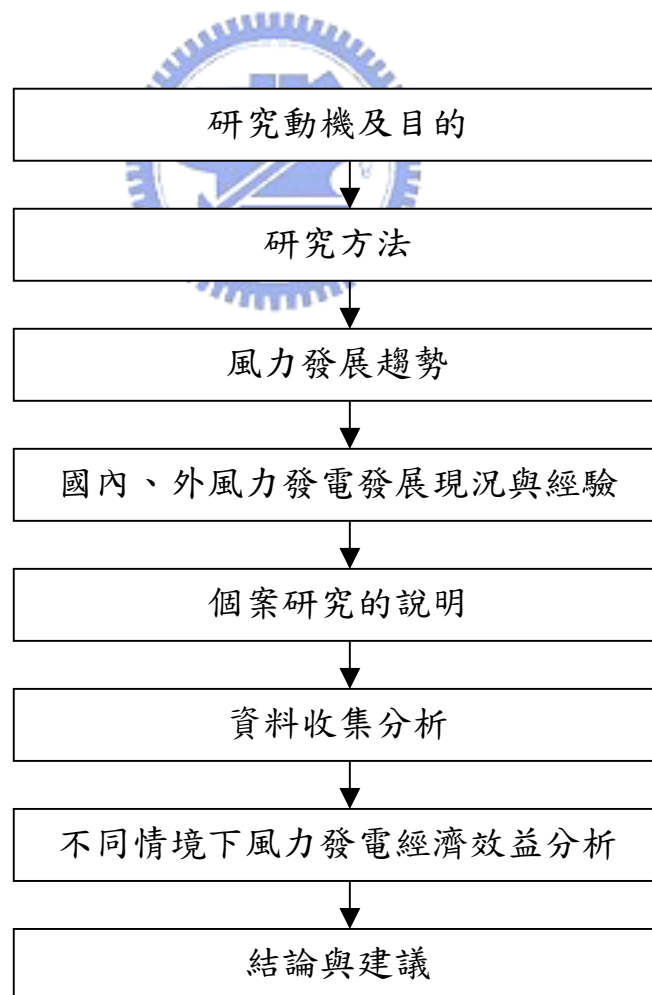 研究動機及目的
研究方法
風力發展趨勢
國內、外風力發電發展現況與經驗
個案研究的說明
資料收集分析
不同情境下風力發電經濟效益分析
結論與建議